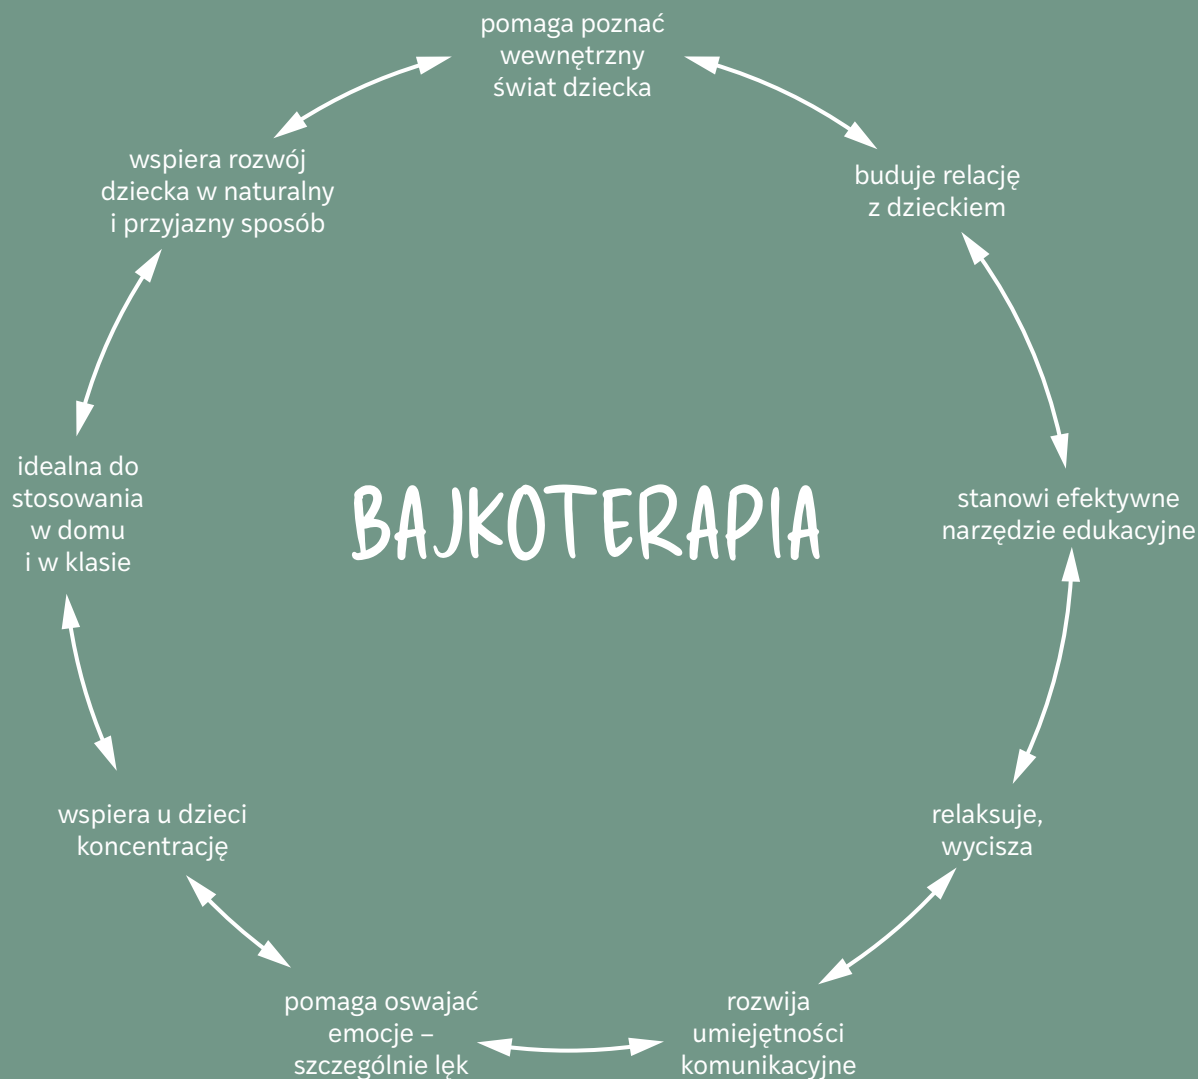 pomaga poznać
wewnętrzny
świat dziecka
buduje relację
z dzieckiem
stanowi efektywne
narzędzie edukacyjne
relaksuje,
wycisza
rozwija
umiejętności
komunikacyjne
pomaga oswajać
emocje –
szczególnie lęk
wspiera u dzieci
koncentrację
idealna do
stosowania
w domu
i w klasie
wspiera rozwój
dziecka w naturalny
i przyjazny sposób
BAJKOTERAPIA